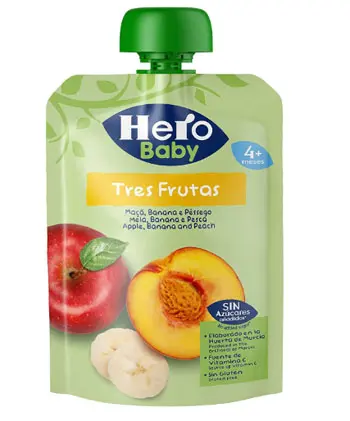 Hero
Baby
4+
meses
Tres Frutas
Maçã, Banana e Pêssego
Mela, Banana e Pesca
Apple, Banana and Peach
SIN
Azúcares
añadidos
Elaborado en la
Huerta de Murcia
Fuente de
Vitamina C
Sin Gluten